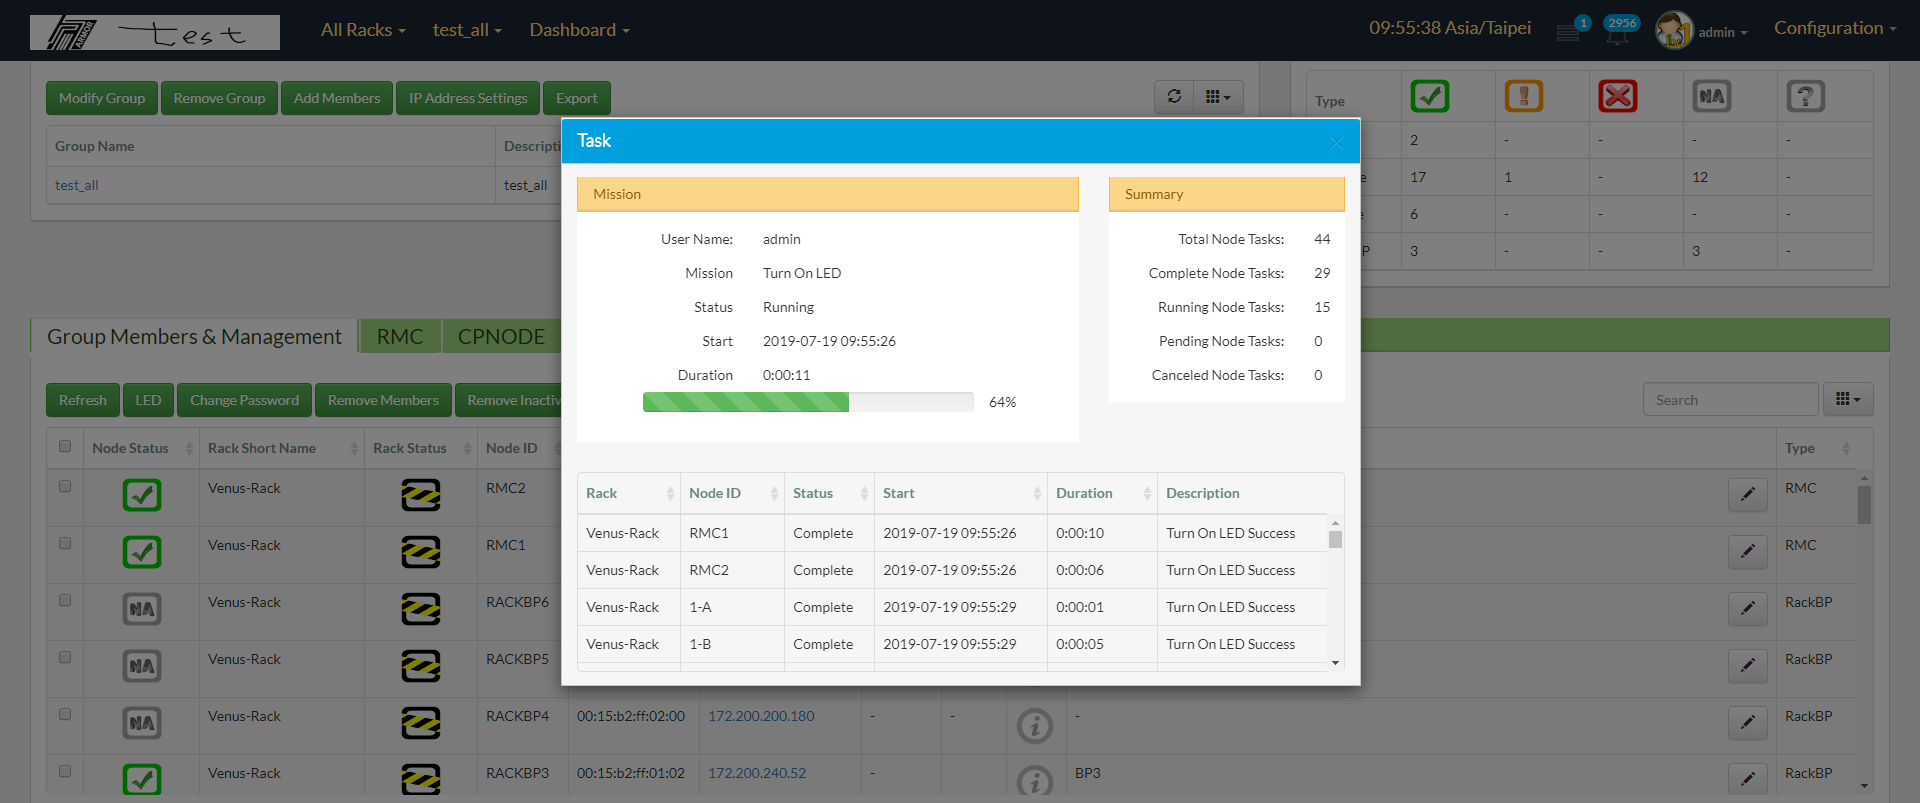 ARMOR test All Racks test_all Dashboard 09:55:38 Asia/Taipei 1 2956 admin Configuration
Modify Group Remove Group Add Members IP Address Settings Export
Group Name Descripti
test_all test_all
Type NA ?
2 - - - -
e 17 1 - 12 -
e 6 - - - -
P 3 - - 3 -
Task
Mission
User Name: admin
Mission Turn On LED
Status Running
Start 2019-07-19 09:55:26
Duration 0:00:11
64%
Summary
Total Node Tasks: 44
Complete Node Tasks: 29
Running Node Tasks: 15
Pending Node Tasks: 0
Canceled Node Tasks: 0
Rack Node ID Status Start Duration Description
Venus-Rack RMC1 Complete 2019-07-19 09:55:26 0:00:10 Turn On LED Success
Venus-Rack RMC2 Complete 2019-07-19 09:55:26 0:00:06 Turn On LED Success
Venus-Rack 1-A Complete 2019-07-19 09:55:29 0:00:01 Turn On LED Success
Venus-Rack 1-B Complete 2019-07-19 09:55:29 0:00:05 Turn On LED Success
Group Members & Management RMC CPNODE
Refresh LED Change Password Remove Members Remove Inactiv Search
Node Status Rack Short Name Rack Status Node ID Type
Venus-Rack RMC2 RMC
Venus-Rack RMC1 RMC
NA Venus-Rack RACKBP6 RackBP
NA Venus-Rack RACKBP5 RackBP
NA Venus-Rack RACKBP4 00:15:b2:ff:02:00 172.200.200.180 - - - RackBP
Venus-Rack RACKBP3 00:15:b2:ff:01:02 172.200.240.52 - BP3 RackBP